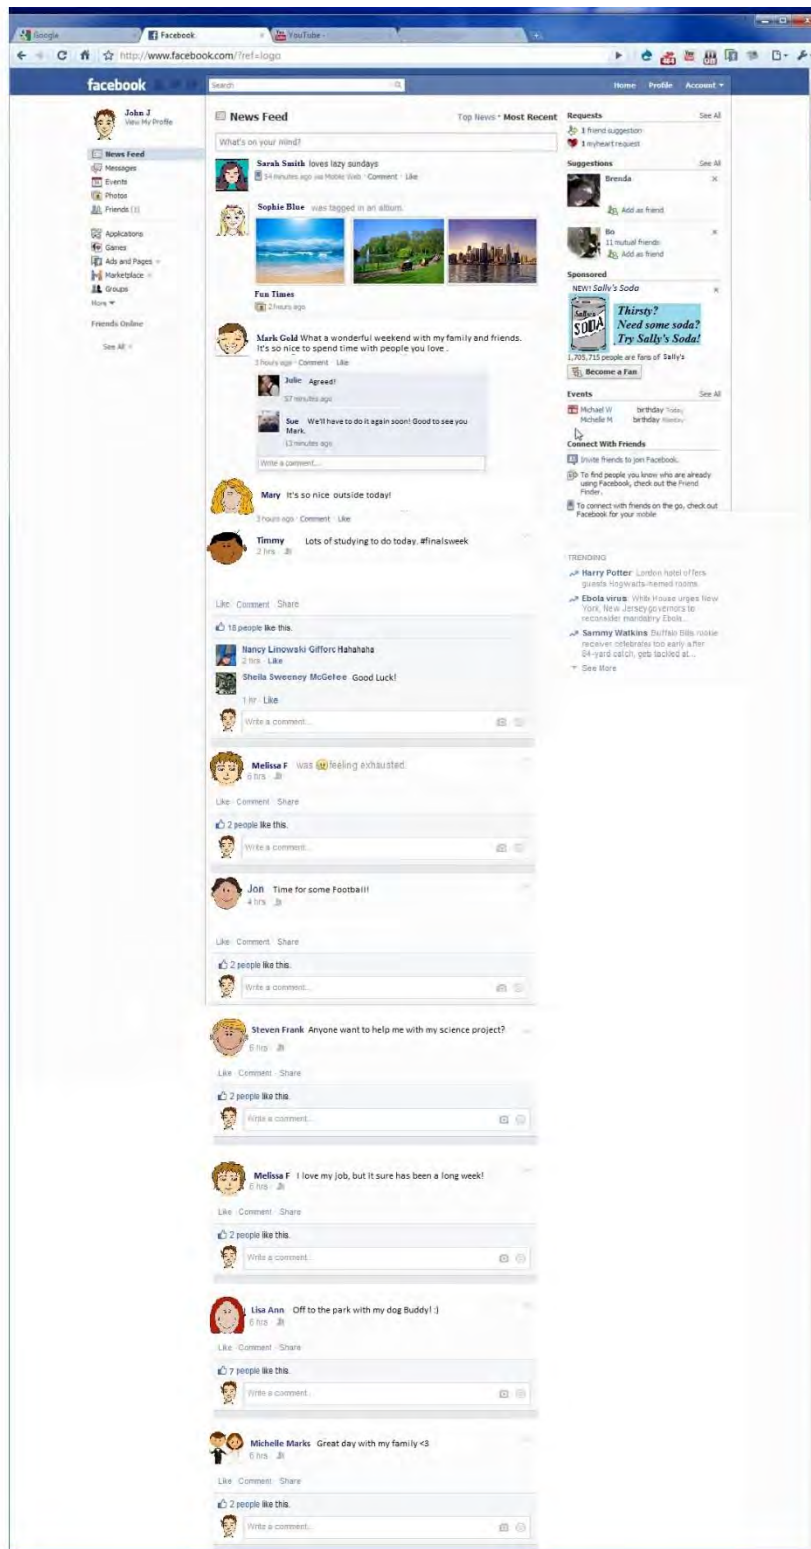 Google
Facebook
YouTube -
http://www.facebook.com/?ref=logo
facebook
Search
Home Profile Account
John J
View My Profile
News Feed
Messages
Events
Photos
Friends
Applications
Games
Ads and Pages
Marketplace
Groups
More
Friends Online
See All
News Feed
Top News · Most Recent
What's on your mind?
Sarah Smith loves lazy sundays
54 minutes ago via Mobile Web · Comment · Like
Sophie Blue was tagged in an album.
Fun Times
2 hours ago
Mark Gold What a wonderful weekend with my family and friends.
It's so nice to spend time with people you love .
3 hours ago · Comment · Like
Julie Agreed!
57 minutes ago
Sue We'll have to do it again soon! Good to see you
Mark.
13 minutes ago
Write a comment...
Mary It's so nice outside today!
3 hours ago · Comment · Like
Timmy Lots of studying to do today. #finalsweek
2 hrs
Like · Comment · Share
18 people like this.
Nancy Linowski Hahahaha
2 hrs · Like
Sheila Sweeney Good Luck!
1 hr · Like
Write a comment...
Melissa F was feeling exhausted.
6 hrs
Like · Comment · Share
2 people like this.
Write a comment...
Jon Time for some Football!
4 hrs
Like · Comment · Share
2 people like this.
Write a comment...
Steven Frank Anyone want to help me with my science project?
6 hrs
Like · Comment · Share
2 people like this.
Write a comment...
Melissa F I love my job, but it sure has been a long week!
6 hrs
Like · Comment · Share
2 people like this.
Write a comment...
Lisa Ann Off to the park with my dog Buddy! :)
6 hrs
Like · Comment · Share
7 people like this.
Write a comment...
Michelle Marks Great day with my family <3
6 hrs
Like · Comment · Share
2 people like this.
Write a comment...
Requests See All
1 friend suggestion
1 myheart request
Suggestions See All
Brenda
Add as friend
Bo
11 mutual friends
Add as friend
Sponsored
NEW! Sally's Soda
Sally's
SODA
Thirsty?
Need some soda?
Try Sally's Soda!
1,705,715 people are fans of Sally's
Become a Fan
Events See All
Michael W birthday Today
Michelle M birthday Monday
Connect With Friends
Invite friends to join Facebook.
To find people you know who are already
using Facebook, check out the Friend
Finder.
To connect with friends on the go, check out
Facebook for your mobile
TRENDING
Harry Potter London hotel offers
guests Hogwarts-themed rooms
Ebola virus White House urges New
York, New Jersey governors to
reconsider mandatory Ebola...
Sammy Watkins Buffalo Bills rookie
receiver celebrates too early after
84-yard catch, gets tackled at...
See More